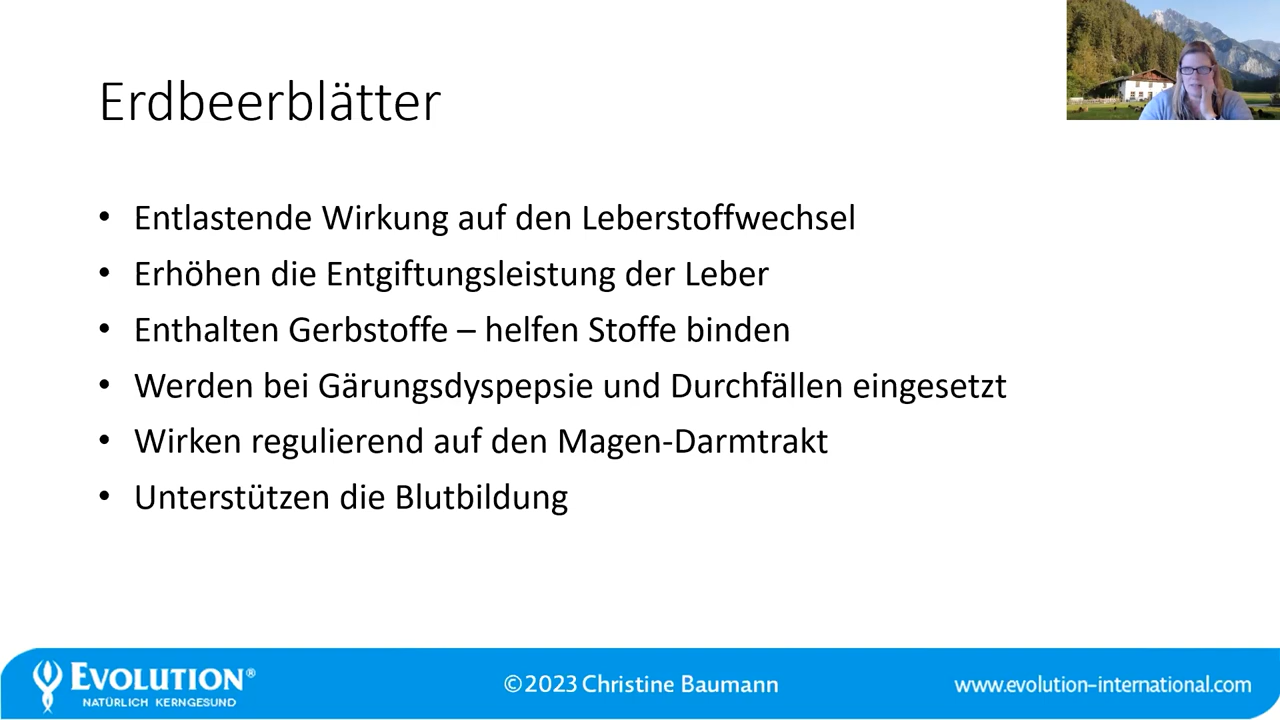 Erdbeerblätter
• Entlastende Wirkung auf den Leberstoffwechsel
• Erhöhen die Entgiftungsleistung der Leber
• Enthalten Gerbstoffe – helfen Stoffe binden
• Werden bei Gärungsdyspepsie und Durchfällen eingesetzt
• Wirken regulierend auf den Magen-Darmtrakt
• Unterstützen die Blutbildung
EVOLUTION®
NATÜRLICH KERNGESUND
©2023 Christine Baumann
www.evolution-international.com